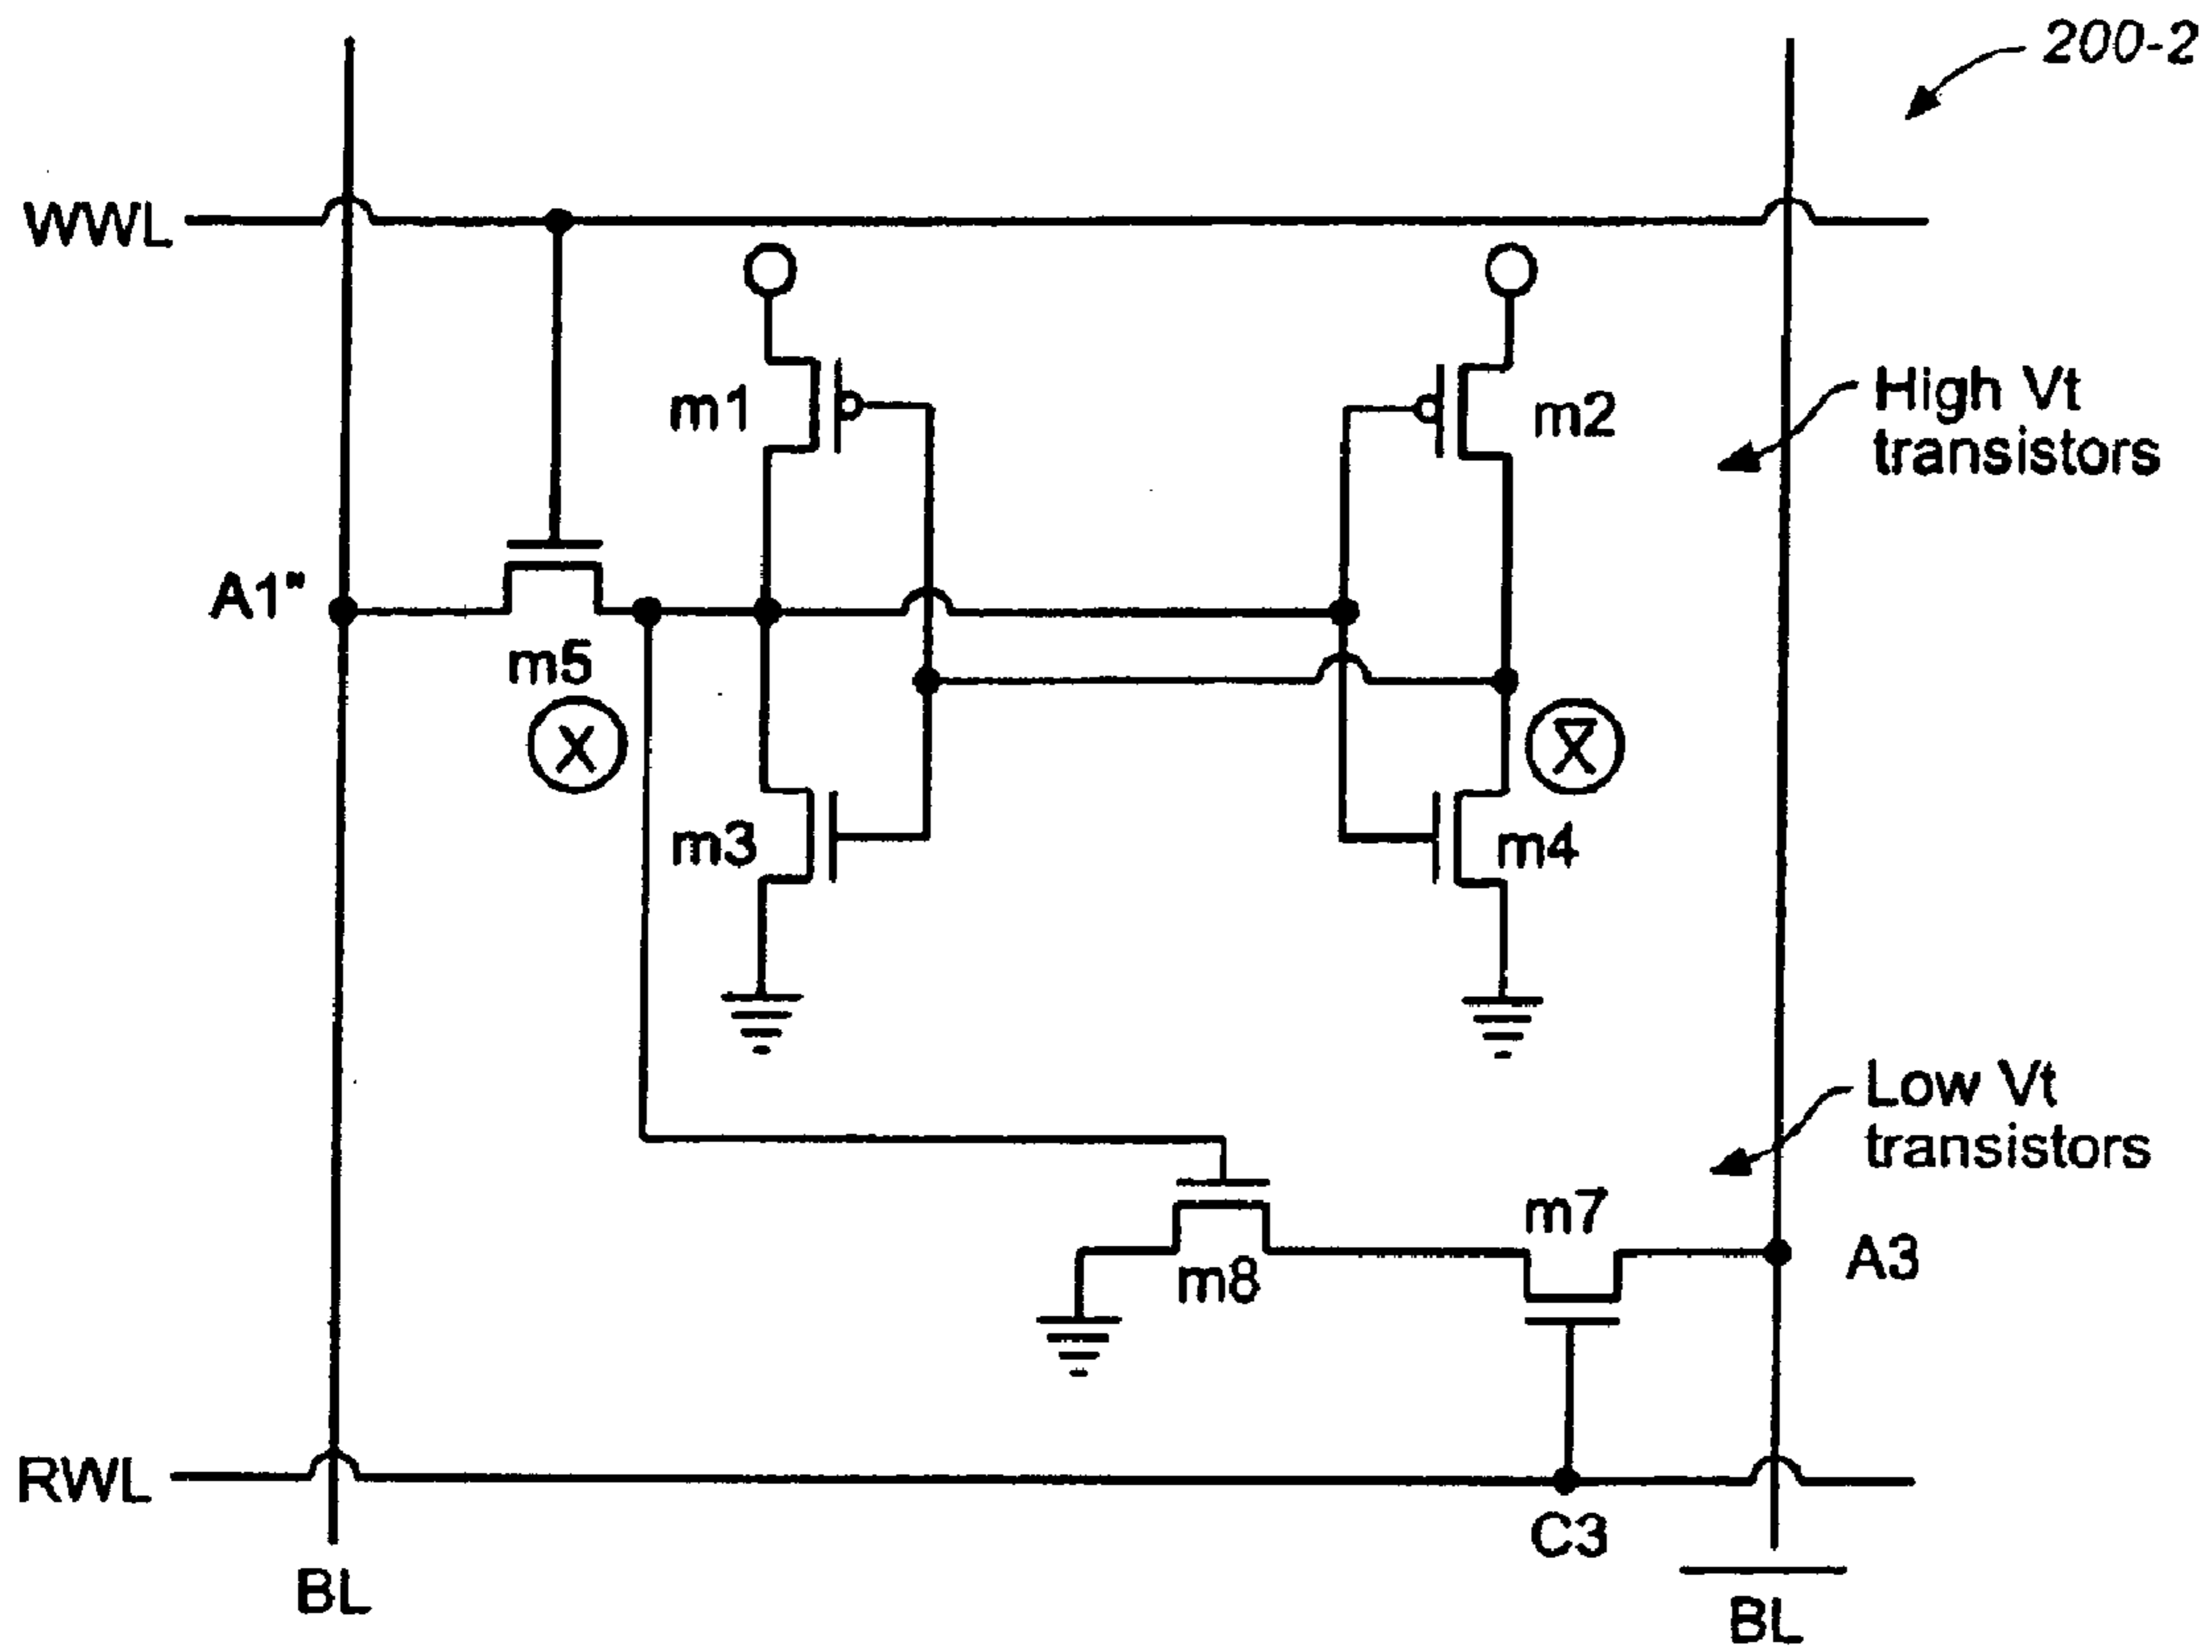 200-2
WWL
m1
m2
High Vt
transistors
A1"
m5
X
X̅
m3
m4
Low Vt
transistors
m7
m8
A3
RWL
C3
BL
B̅L̅